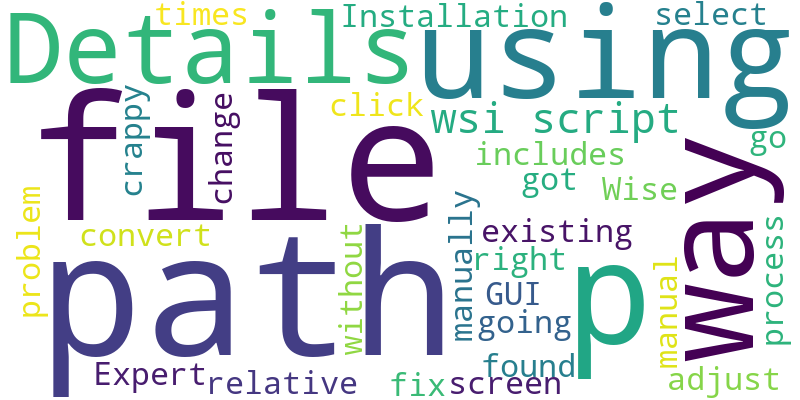 times
Installation
select
Details
using
file
crappy
change
click
wsi script
go
includes
got
Wise
way
problem
convert
path
without
manually
existing
right
GUI
going
p
manual
process
found
Expert
relative
fix
screen
adjust